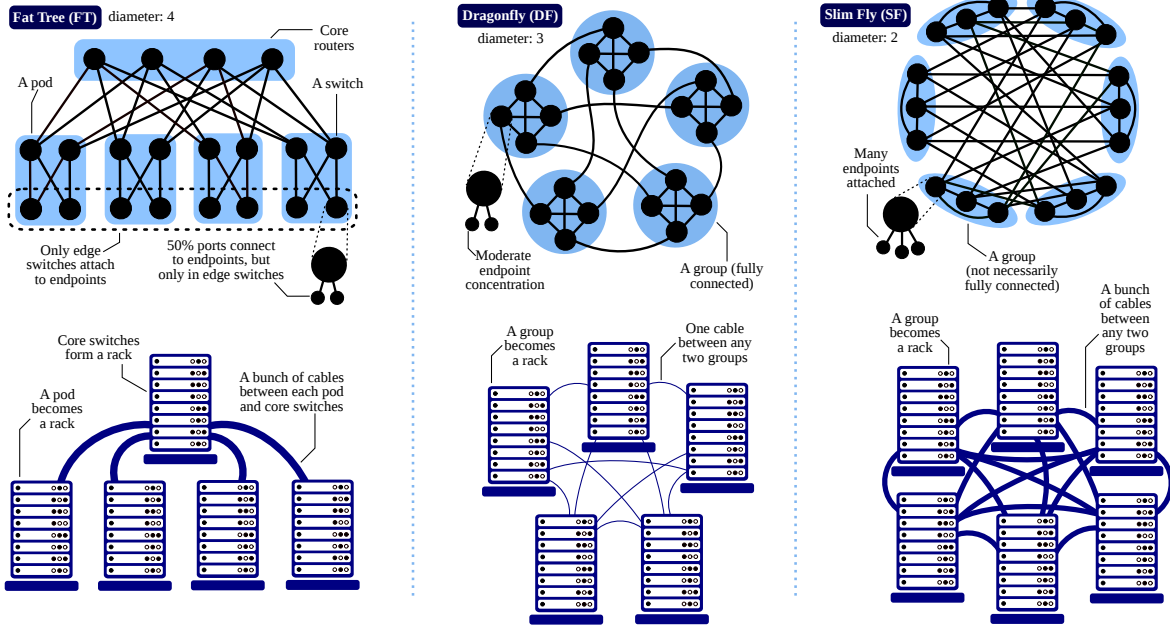 Fat Tree (FT)
diameter: 4
Core
routers
A pod
A switch
Only edge
switches attach
to endpoints
50% ports connect
to endpoints, but
only in edge switches
Core switches
form a rack
A pod
becomes
a rack
A bunch of cables
between each pod
and core switches
Dragonfly (DF)
diameter: 3
Moderate
endpoint
concentration
A group (fully
connected)
A group
becomes
a rack
One cable
between any
two groups
Slim Fly (SF)
diameter: 2
Many
endpoints
attached
A group
(not necessarily
fully connected)
A group
becomes
a rack
A bunch
of cables
between
any two
groups